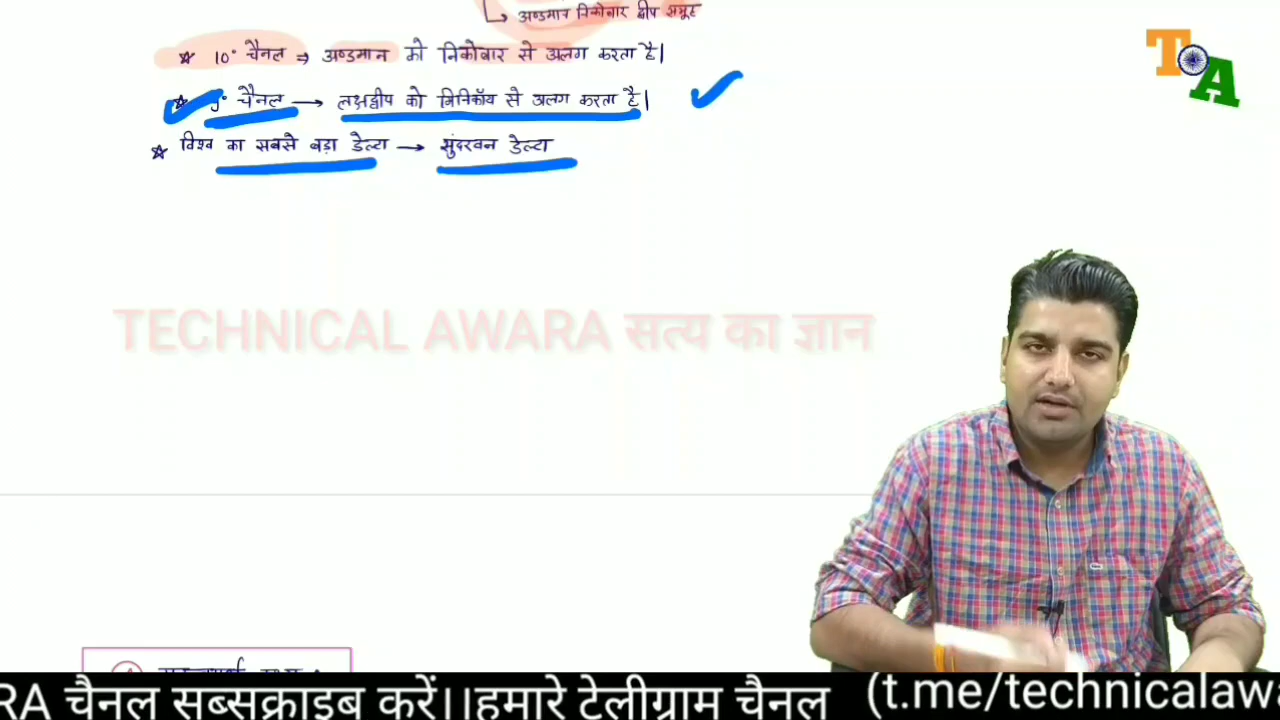 अण्डमान निकोबार द्वीप समूह
10° चैनल ⇒ अण्डमान को निकोबार से अलग करता है|
° चैनल → लक्षद्वीप को मिनिकॉय से अलग करता है|
विश्व का सबसे बड़ा डेल्टा → सुंदरवन डेल्टा
TA
TECHNICAL AWARA सत्य का ज्ञान
RA चैनल सब्सक्राइब करें।।हमारे टेलीग्राम चैनल (t.me/technicalawa